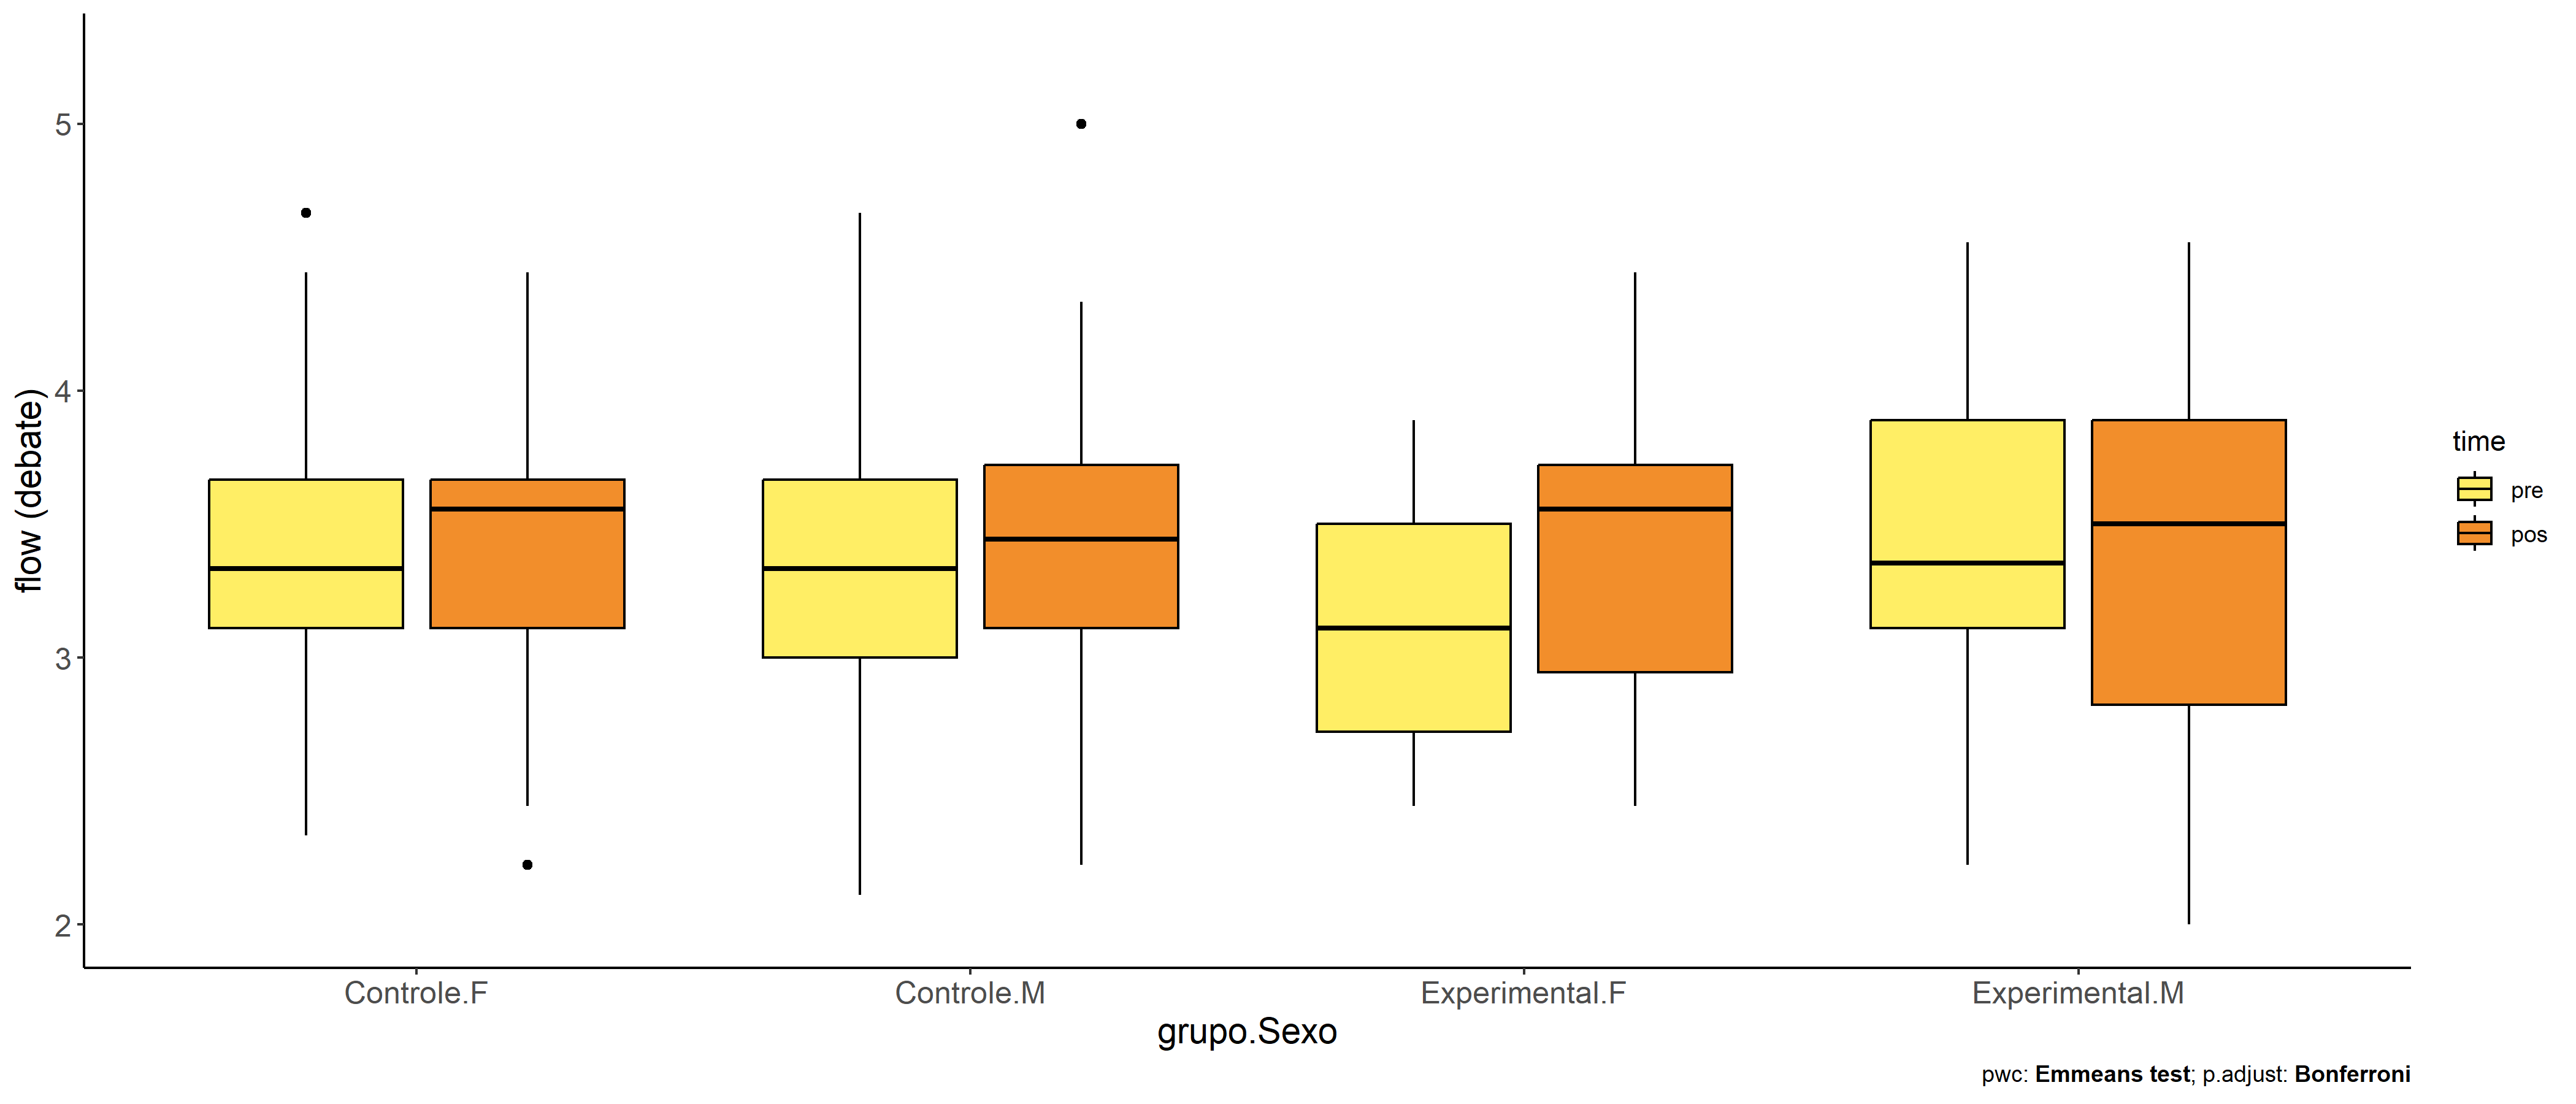 flow (debate)
5
4
3
2
Controle.F
Controle.M
Experimental.F
Experimental.M
grupo.Sexo
time
pre
pos
pwc: Emmeans test; p.adjust: Bonferroni